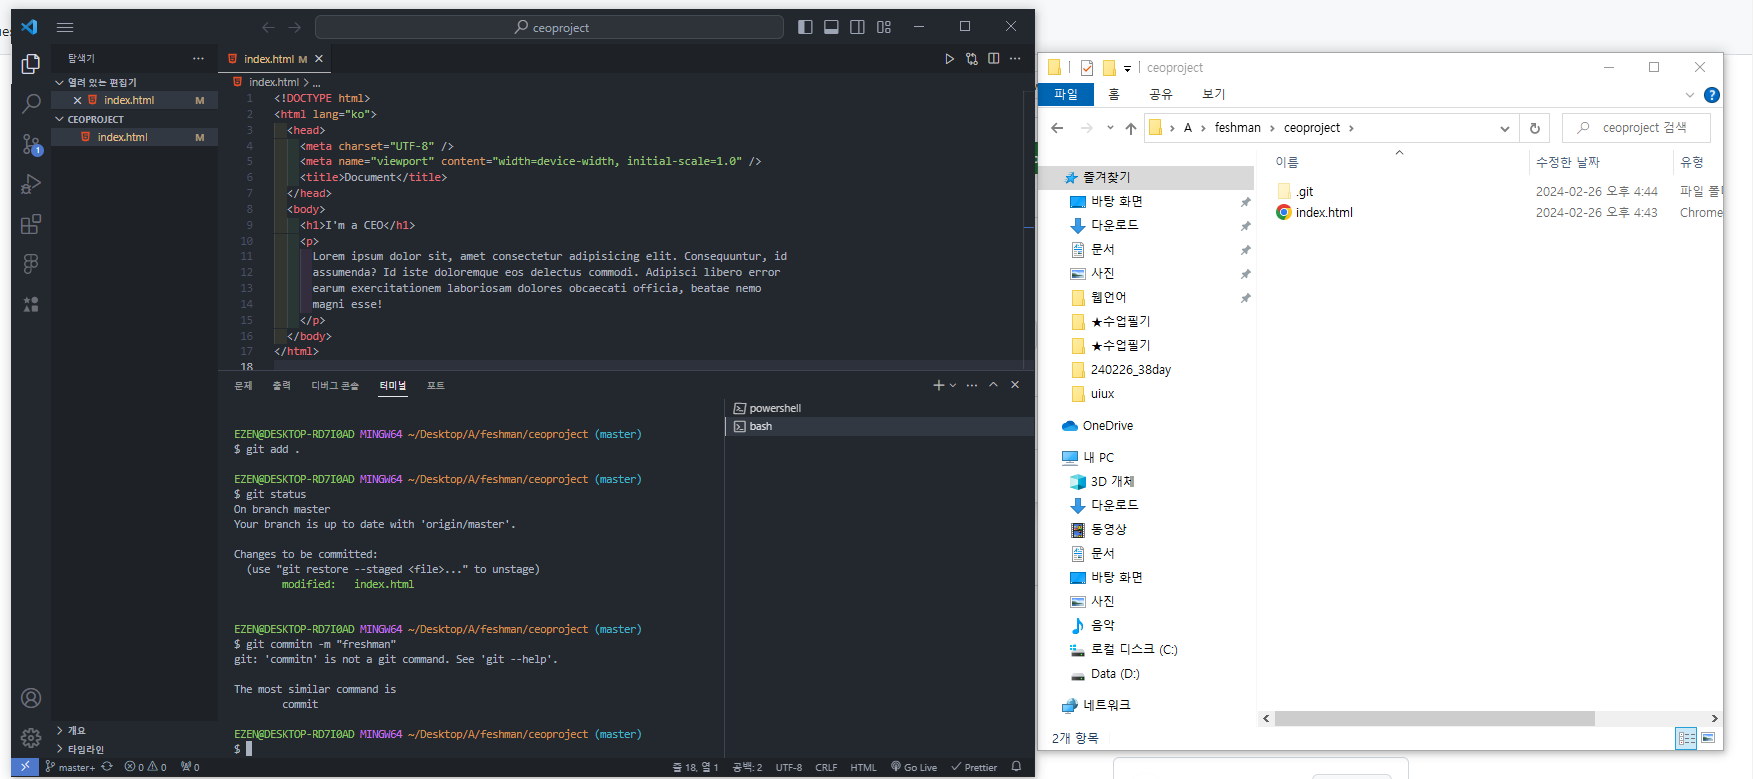 ceoproject
탐색기
열려 있는 편집기
index.html M
CEOPROJECT
index.html M
1
개요
타임라인
index.html M
index.html > ...
1 <!DOCTYPE html>
2 <html lang="ko">
3 <head>
4 <meta charset="UTF-8" />
5 <meta name="viewport" content="width=device-width, initial-scale=1.0" />
6 <title>Document</title>
7 </head>
8 <body>
9 <h1>I'm a CEO</h1>
10 <p>
11 Lorem ipsum dolor sit, amet consectetur adipisicing elit. Consequuntur, id
12 assumenda? Id iste doloremque eos delectus commodi. Adipisci libero error
13 earum exercitationem laboriosam dolores obcaecati officia, beatae nemo
14 magni esse!
15 </p>
16 </body>
17 </html>
18
문제 출력 디버그 콘솔 터미널 포트
powershell
bash
EZEN@DESKTOP-RD7I0AD MINGW64 ~/Desktop/A/feshman/ceoproject (master)
$ git add .
EZEN@DESKTOP-RD7I0AD MINGW64 ~/Desktop/A/feshman/ceoproject (master)
$ git status
On branch master
Your branch is up to date with 'origin/master'.
Changes to be committed:
(use "git restore --staged <file>..." to unstage)
modified: index.html
EZEN@DESKTOP-RD7I0AD MINGW64 ~/Desktop/A/feshman/ceoproject (master)
$ git commitn -m "freshman"
git: 'commitn' is not a git command. See 'git --help'.
The most similar command is
commit
EZEN@DESKTOP-RD7I0AD MINGW64 ~/Desktop/A/feshman/ceoproject (master)
$
master+ 0 0 0 줄 18, 열 1 공백: 2 UTF-8 CRLF HTML Go Live Prettier
ceoproject
파일 홈 공유 보기
A > feshman > ceoproject >
ceoproject 검색
이름 수정한 날짜 유형
.git 2024-02-26 오후 4:44 파일
index.html 2024-02-26 오후 4:43 Chrome
즐겨찾기
바탕 화면
다운로드
문서
사진
웹언어
★수업필기
★수업필기
240226_38day
uiux
OneDrive
내 PC
3D 개체
다운로드
동영상
문서
바탕 화면
사진
음악
로컬 디스크 (C:)
Data (D:)
네트워크
2개 항목